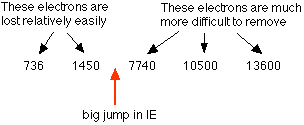 These electrons are
lost relatively easily
These electrons are much
more difficult to remove
736 1450 7740 10500 13600
big jump in IE